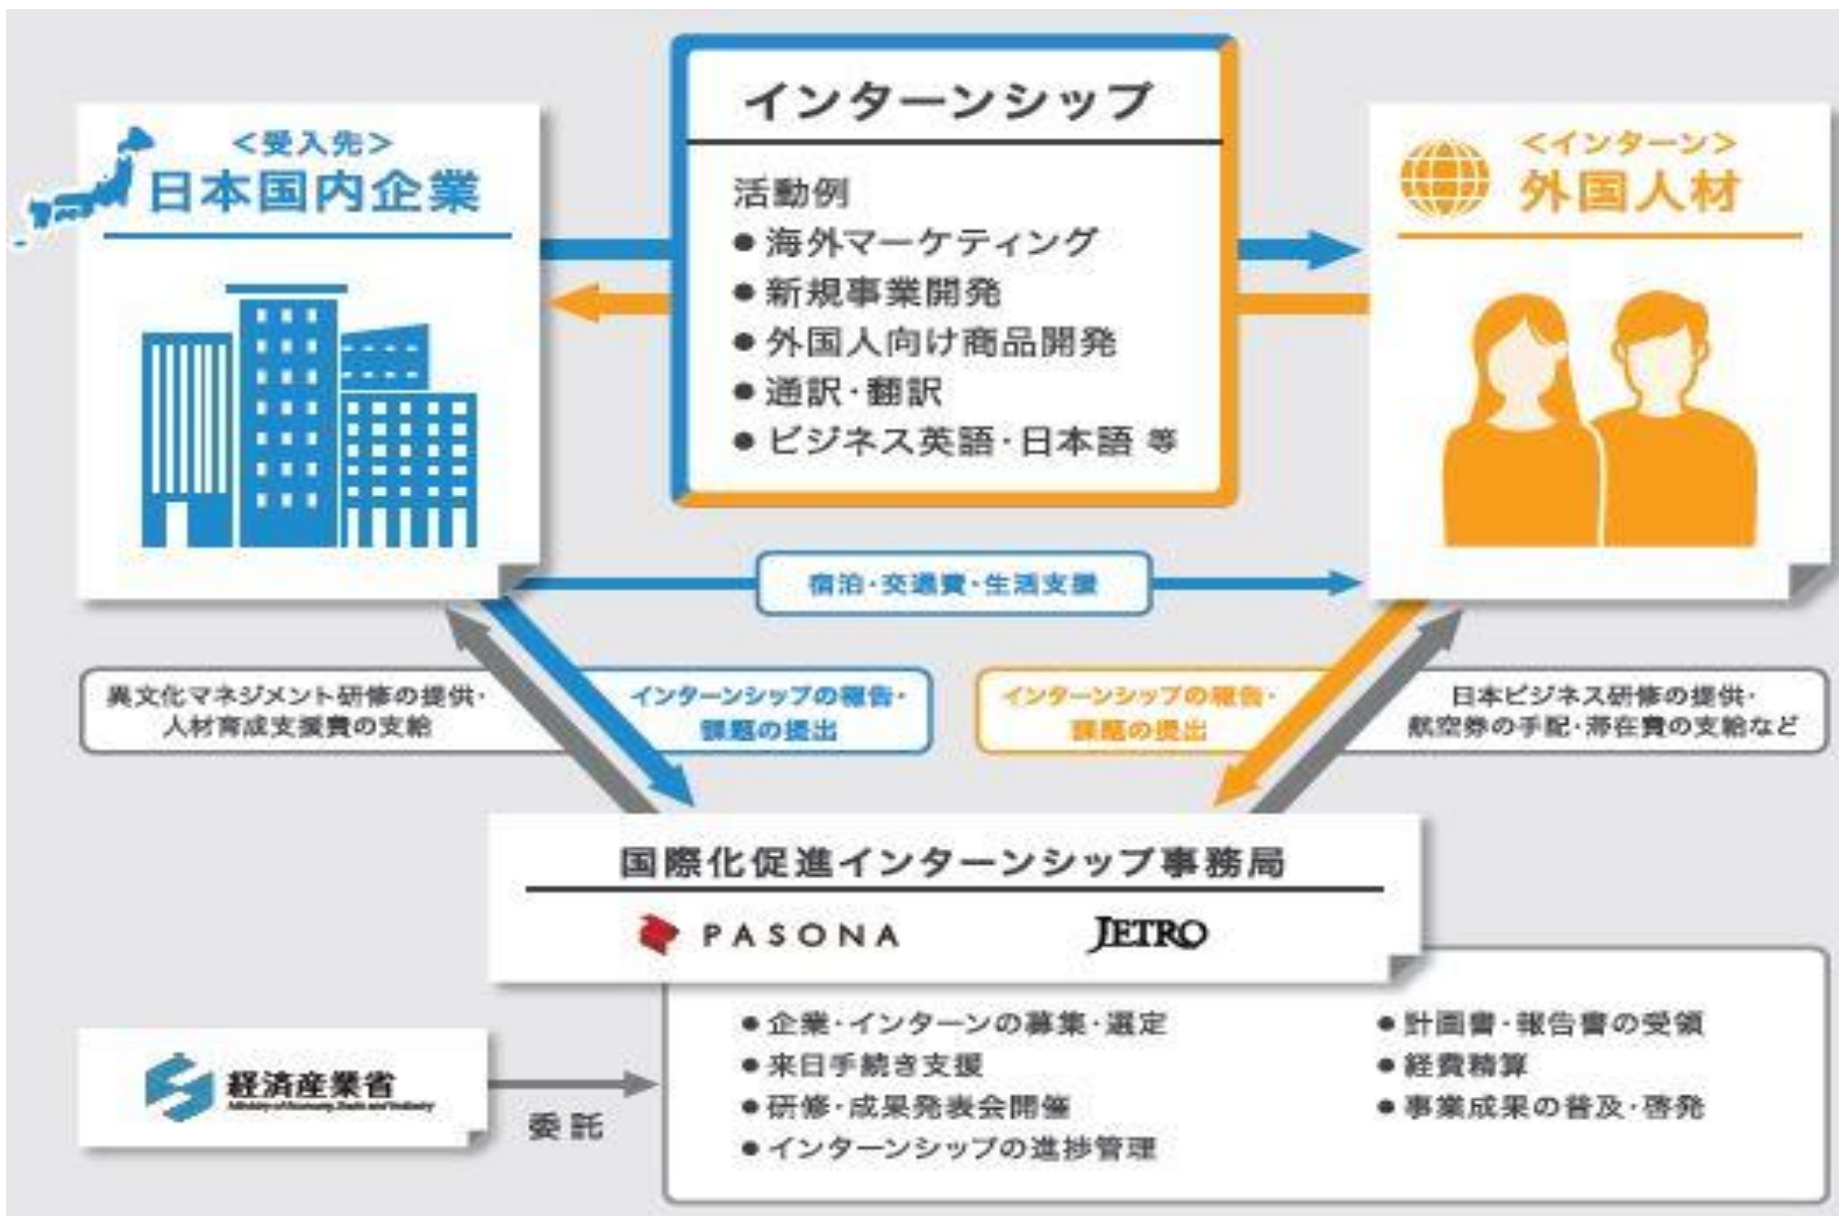 インターンシップ
活動例
● 海外マーケティング
● 新規事業開発
● 外国人向け商品開発
● 通訳・翻訳
● ビジネス英語・日本語 等
<受入先>
日本国内企業
<インターン>
外国人材
宿泊・交通費・生活支援
異文化マネジメント研修の提供・
人材育成支援費の支給
インターンシップの報告・
課題の提出
インターンシップの報告・
課題の提出
日本ビジネス研修の提供・
航空券の手配・滞在費の支給など
国際化促進インターンシップ事務局
PASONA
JETRO
経済産業省
Ministry of Economy, Trade and Industry
委託
● 企業・インターンの募集・選定
● 来日手続き支援
● 研修・成果発表会開催
● インターンシップの進捗管理
● 計画書・報告書の受領
● 経費精算
● 事業成果の普及・啓発